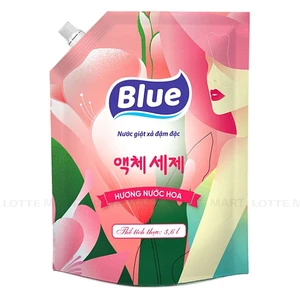 Blue
Nước giặt xả đậm đặc
액체 세제
HƯƠNG NƯỚC HOA
Thể tích thực: 3,6l
LOTTE MART